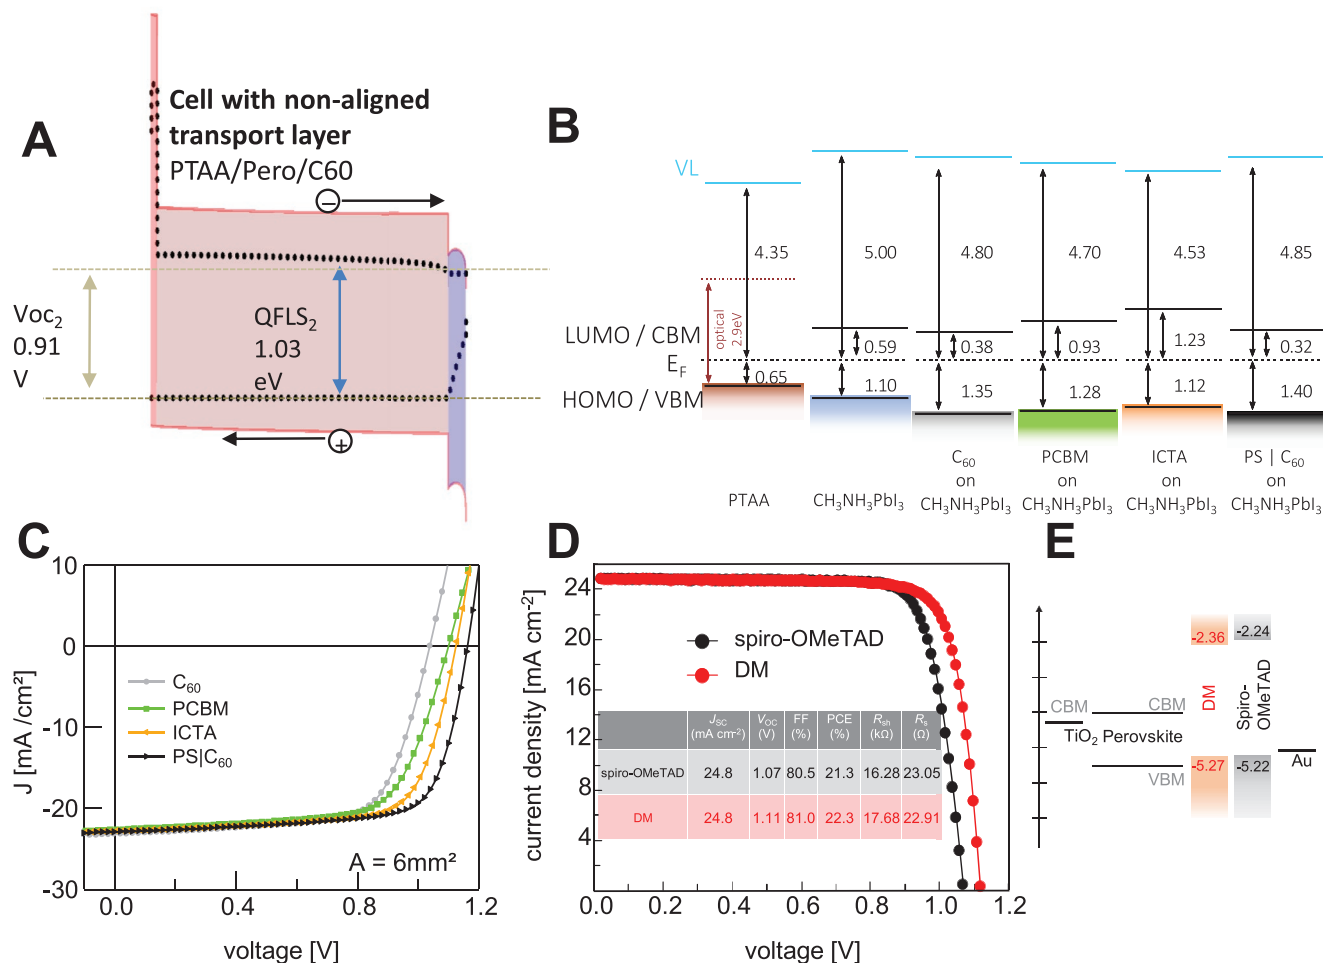 A
Cell with non-aligned
transport layer
PTAA/Pero/C60
−
Voc₂
0.91
V
QFLS₂
1.03
eV
+
B
VL
4.35
5.00
4.80
4.70
4.53
4.85
optical
2.9eV
LUMO / CBM
0.59
0.38
0.93
1.23
0.32
E_F
0.65
1.10
1.35
1.28
1.12
1.40
HOMO / VBM
PTAA
CH₃NH₃PbI₃
C₆₀
on
CH₃NH₃PbI₃
PCBM
on
CH₃NH₃PbI₃
ICTA
on
CH₃NH₃PbI₃
PS | C₆₀
on
CH₃NH₃PbI₃
C
10
0
-10
-20
-30
J [mA /cm²]
C₆₀
PCBM
ICTA
PS|C₆₀
A = 6mm²
0.0 0.4 0.8 1.2
voltage [V]
D
24
20
16
12
8
4
current density [mA cm⁻²]
spiro-OMeTAD
DM
J_SC (mA cm⁻²) V_OC (V) FF (%) PCE (%) R_sh (kΩ) R_s (Ω)
spiro-OMeTAD 24.8 1.07 80.5 21.3 16.28 23.05
DM 24.8 1.11 81.0 22.3 17.68 22.91
0.0 0.2 0.4 0.6 0.8 1.0 1.2
voltage [V]
E
-2.36
-2.24
DM
Spiro-
OMeTAD
CBM
CBM
TiO₂ Perovskite
VBM
-5.27
-5.22
Au